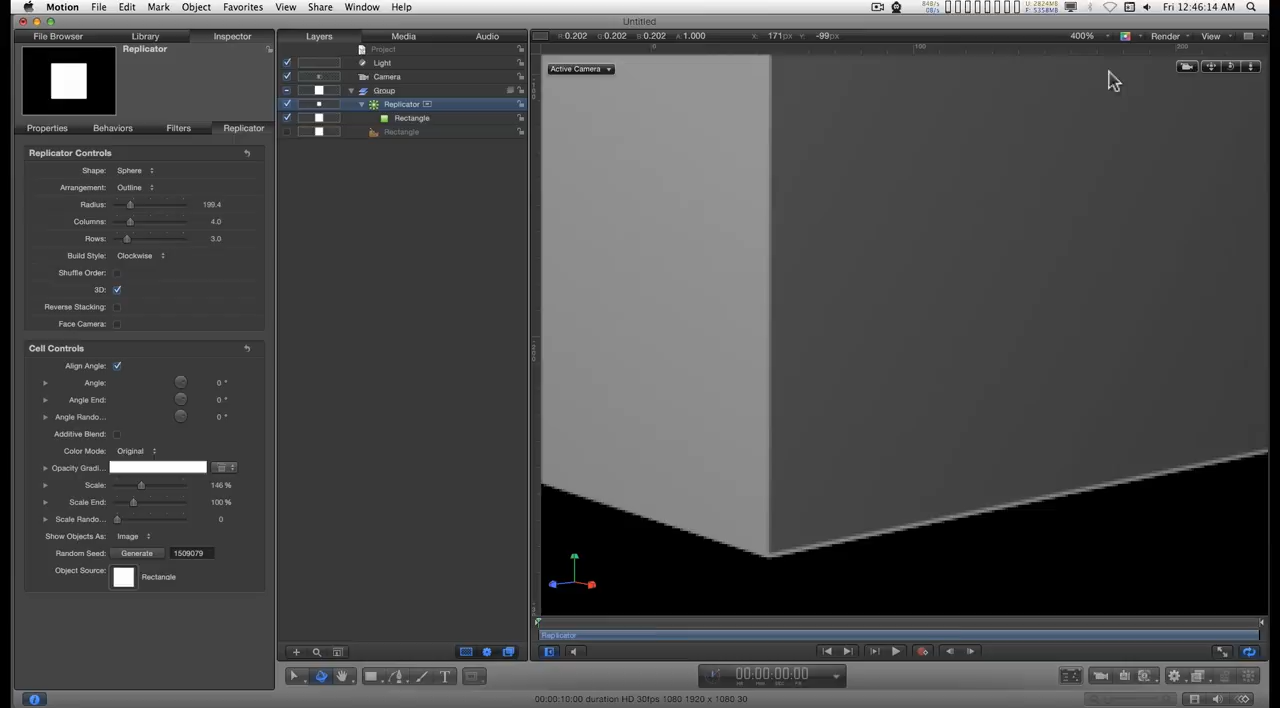 Motion File Edit Mark Object Favorites View Share Window Help Fri 12:46:14 AM
Untitled
File Browser Library Inspector Layers Media Audio R:0.202 G:0.202 B:0.202 A:1.000 X: 171px Y: -99px 400% Render View
Replicator
Project
Light
Camera
Group
Replicator
Rectangle
Rectangle
Active Camera
0 100 200
Properties Behaviors Filters Replicator
Replicator Controls
Shape: Sphere
Arrangement: Outline
Radius: 199.4
Columns: 4.0
Rows: 3.0
Build Style: Clockwise
Shuffle Order:
3D:
Reverse Stacking:
Face Camera:
Cell Controls
Align Angle:
Angle: 0 °
Angle End: 0 °
Angle Rando... 0 °
Additive Blend:
Color Mode: Original
Opacity Gradi...
Scale: 146 %
Scale End: 100 %
Scale Rando... 0
Show Objects As: Image
Random Seed: Generate 1509079
Object Source: Rectangle
Replicator
00:00:00:00
T
00:00:10:00 duration HD 30fps 1080 1920 x 1080 30